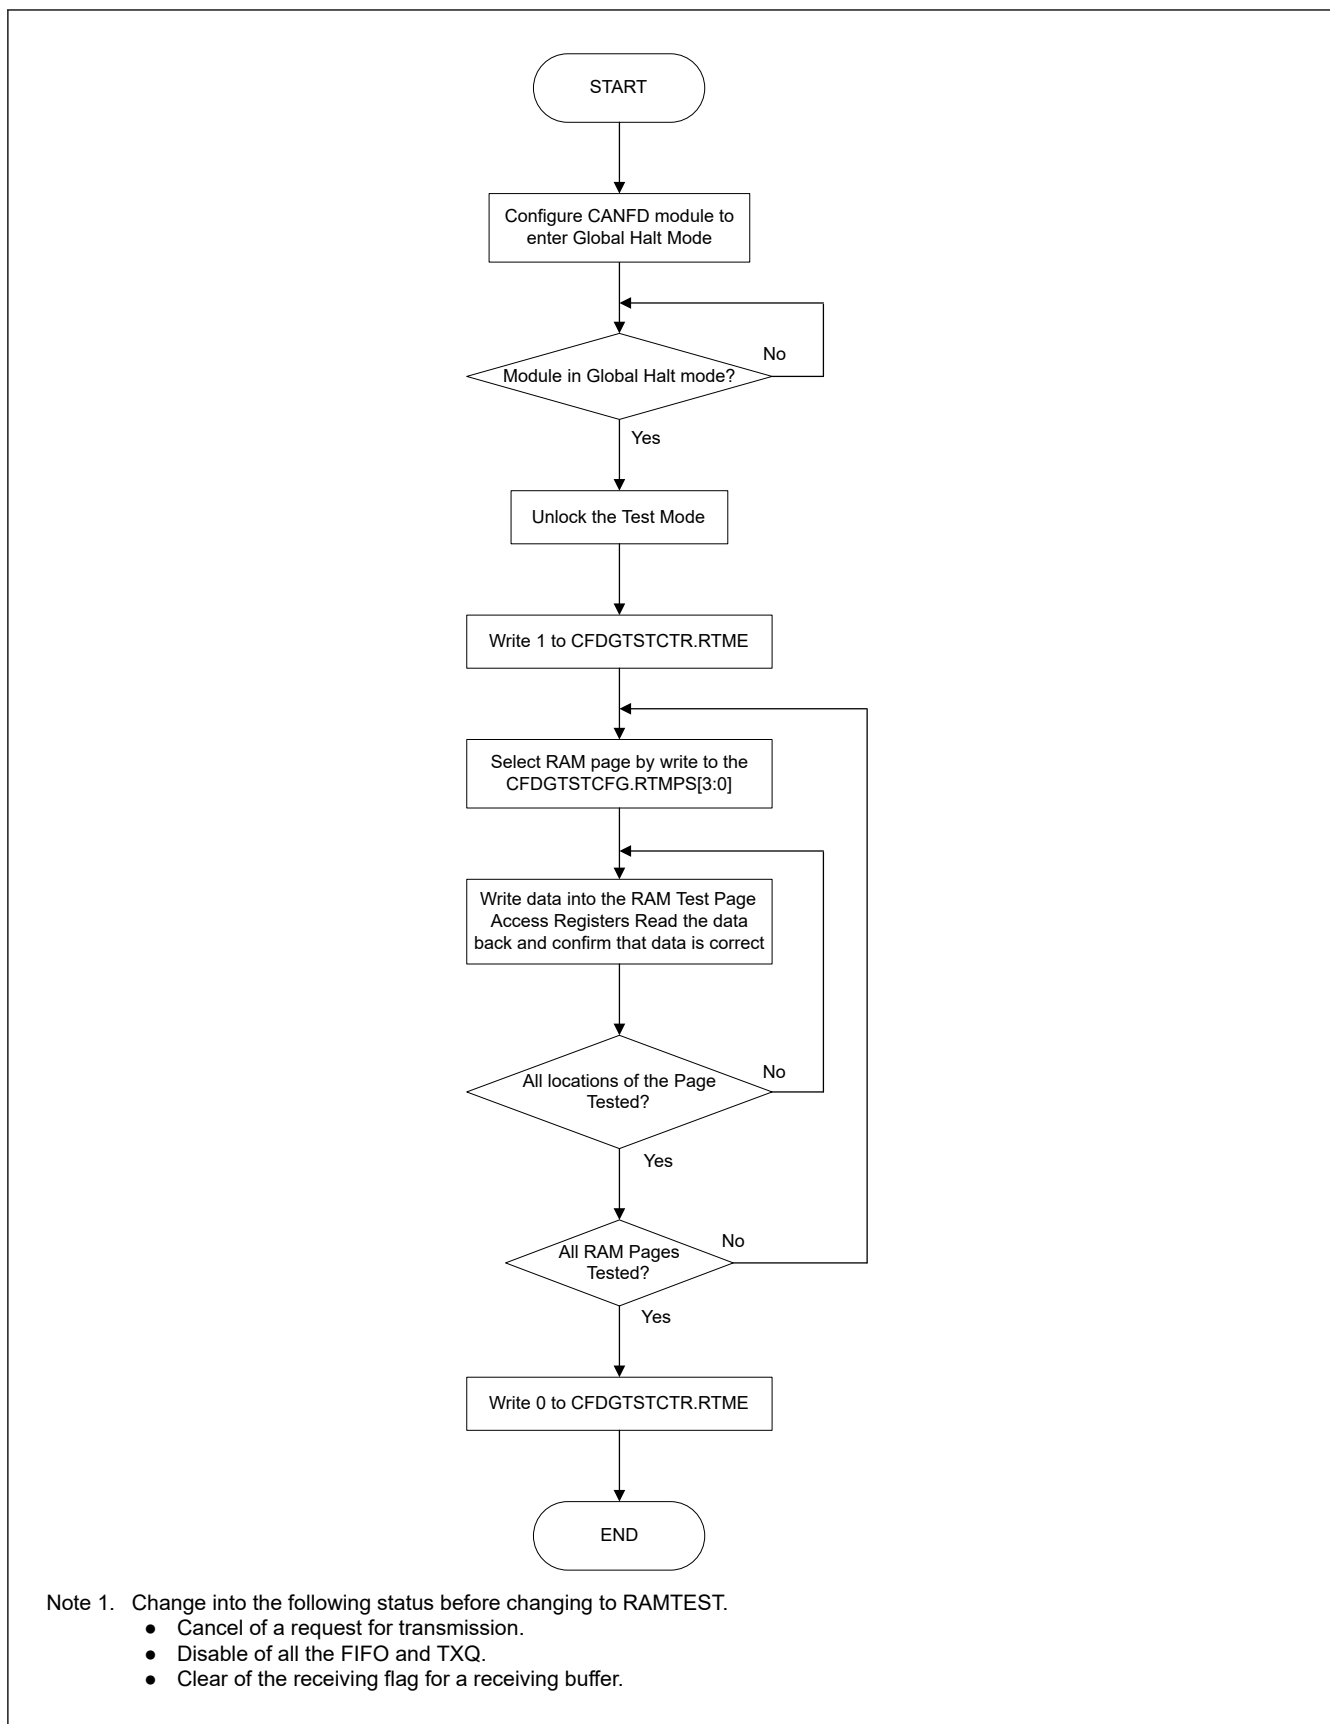 START
Configure CANFD module to
enter Global Halt Mode
No
Module in Global Halt mode?
Yes
Unlock the Test Mode
Write 1 to CFDGTSTCTR.RTME
Select RAM page by write to the
CFDGTSTCFG.RTMPS[3:0]
Write data into the RAM Test Page
Access Registers Read the data
back and confirm that data is correct
No
All locations of the Page
Tested?
Yes
No
All RAM Pages
Tested?
Yes
Write 0 to CFDGTSTCTR.RTME
END
Note 1. Change into the following status before changing to RAMTEST.
● Cancel of a request for transmission.
● Disable of all the FIFO and TXQ.
● Clear of the receiving flag for a receiving buffer.